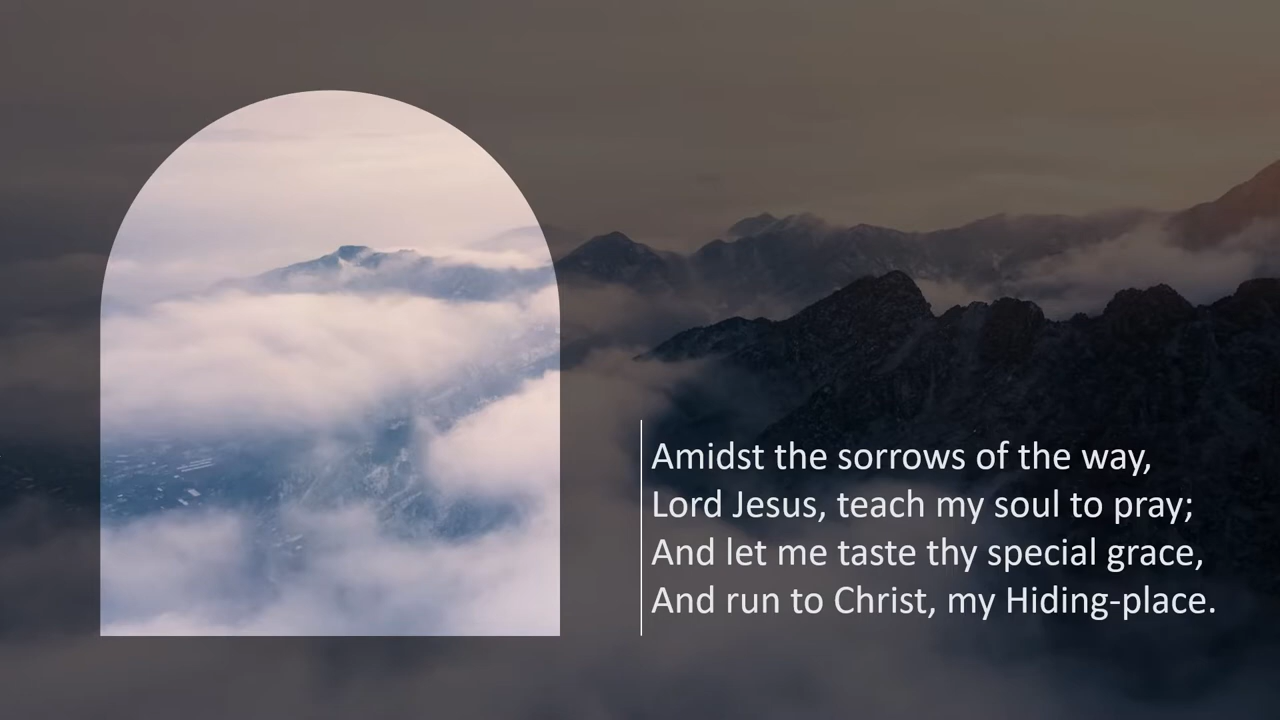 Amidst the sorrows of the way,
Lord Jesus, teach my soul to pray;
And let me taste thy special grace,
And run to Christ, my Hiding-place.